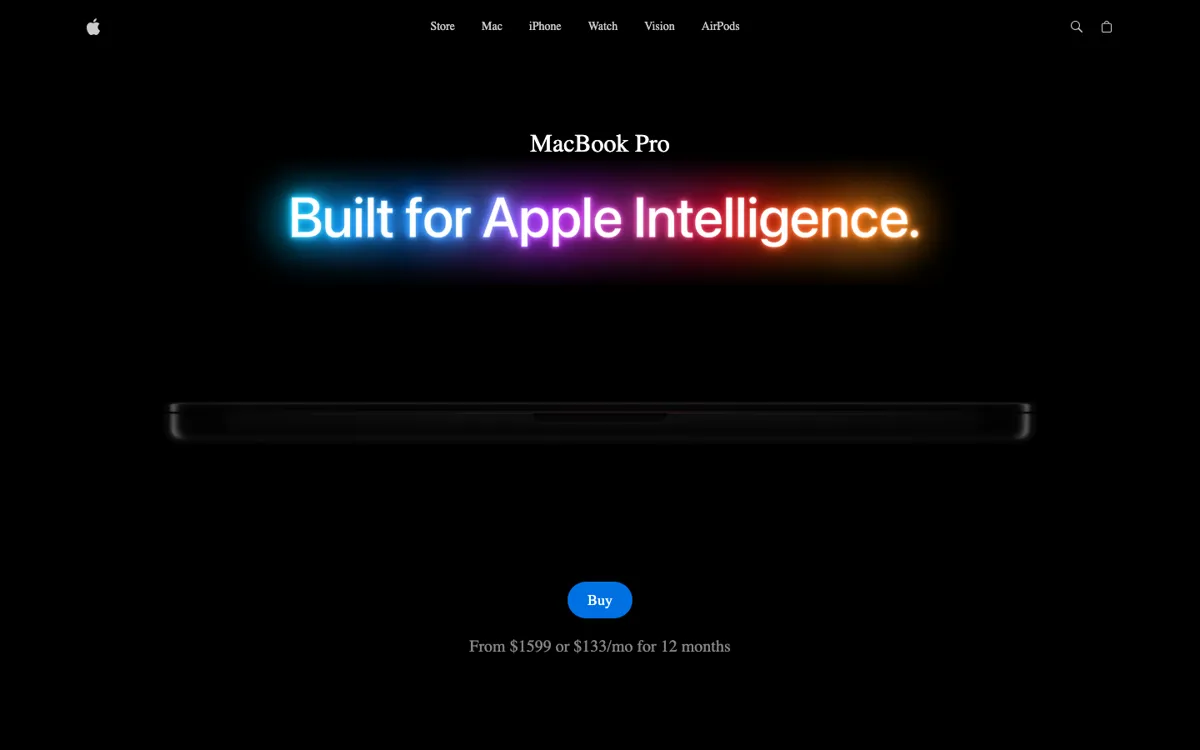 Store Mac iPhone Watch Vision AirPods
MacBook Pro
Built for Apple Intelligence.
Buy
From $1599 or $133/mo for 12 months